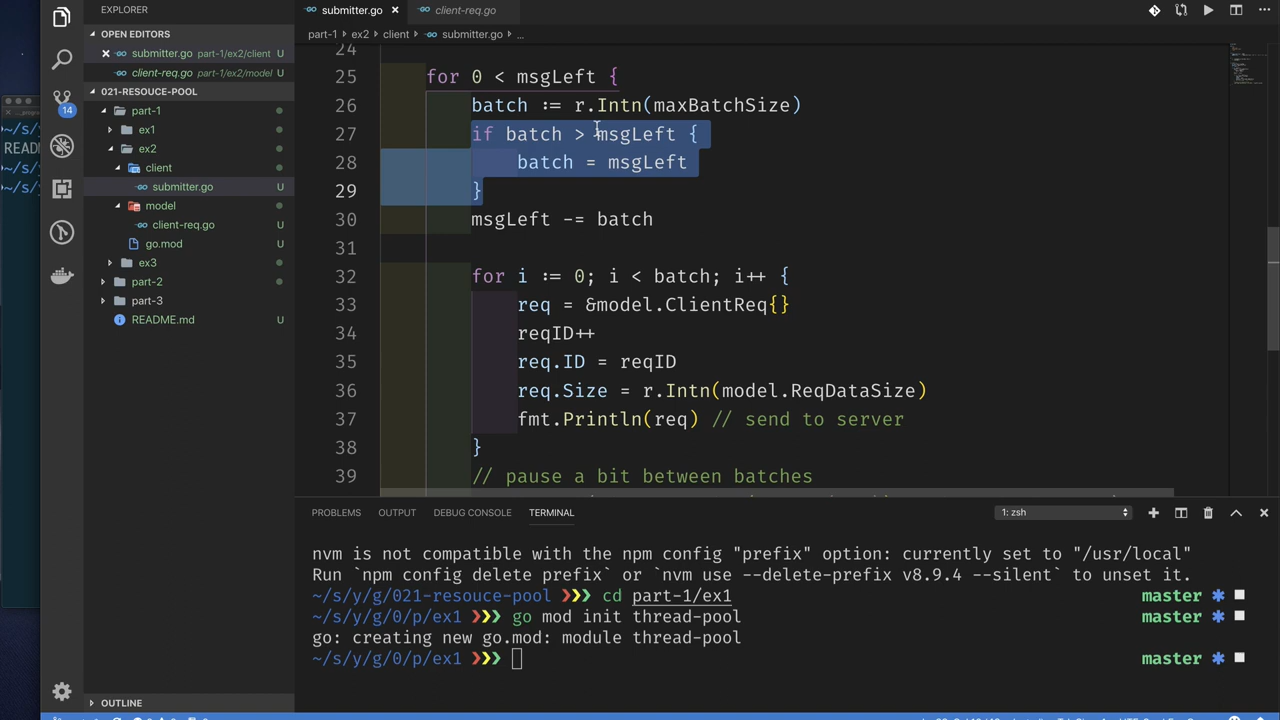 EXPLORER
submitter.go
client-req.go
OPEN EDITORS
submitter.go part-1/ex2/client U
client-req.go part-1/ex2/model U
021-RESOUCE-POOL
part-1
ex1
ex2
client
submitter.go U
model
client-req.go U
go.mod U
ex3
part-2
part-3
README.md U
OUTLINE
14
~/s
READM
~/s
~/s
part-1 › ex2 › client › submitter.go › ...
24
25 for 0 < msgLeft {
26 batch := r.Intn(maxBatchSize)
27 if batch > msgLeft {
28 batch = msgLeft
29 }
30 msgLeft -= batch
31
32 for i := 0; i < batch; i++ {
33 req = &model.ClientReq{}
34 reqID++
35 req.ID = reqID
36 req.Size = r.Intn(model.ReqDataSize)
37 fmt.Println(req) // send to server
38 }
39 // pause a bit between batches
PROBLEMS OUTPUT DEBUG CONSOLE TERMINAL 1: zsh
nvm is not compatible with the npm config "prefix" option: currently set to "/usr/local"
Run `npm config delete prefix` or `nvm use --delete-prefix v8.9.4 --silent` to unset it.
~/s/y/g/021-resouce-pool ❯❯❯ cd part-1/ex1 master ✱ ◼
~/s/y/g/0/p/ex1 ❯❯❯ go mod init thread-pool master ✱ ◼
go: creating new go.mod: module thread-pool
~/s/y/g/0/p/ex1 ❯❯❯ master ✱ ◼